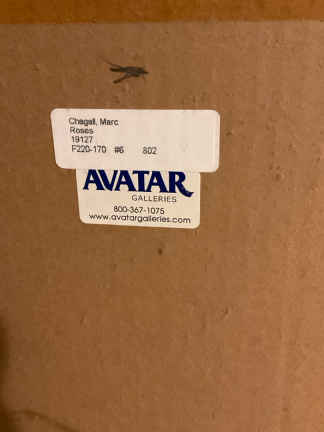 Chagall, Marc
Roses
19127
F220-170 #6 802
AVATAR
GALLERIES
800-367-1075
www.avatargalleries.com